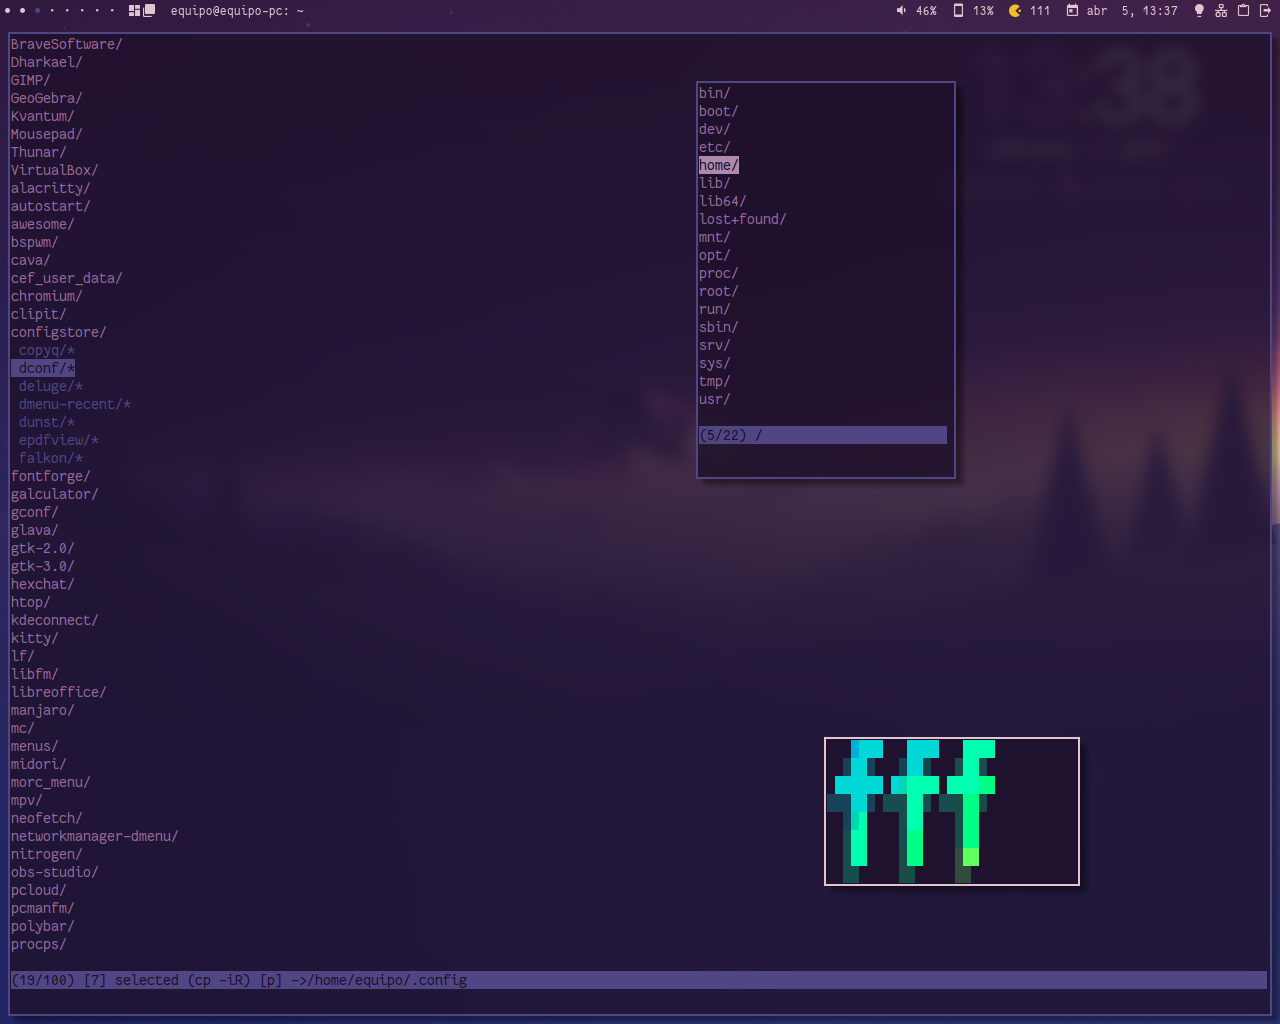 equipo@equipo-pc: ~
46% 13% 111 abr 5, 13:37
BraveSoftware/
Dharkael/
GIMP/
GeoGebra/
Kvantum/
Mousepad/
Thunar/
VirtualBox/
alacritty/
autostart/
awesome/
bspwm/
cava/
cef_user_data/
chromium/
clipit/
configstore/
copyq/*
dconf/*
deluge/*
dmenu-recent/*
dunst/*
epdfview/*
falkon/*
fontforge/
galculator/
gconf/
glava/
gtk-2.0/
gtk-3.0/
hexchat/
htop/
kdeconnect/
kitty/
lf/
libfm/
libreoffice/
manjaro/
mc/
menus/
midori/
morc_menu/
mpv/
neofetch/
networkmanager-dmenu/
nitrogen/
obs-studio/
pcloud/
pcmanfm/
polybar/
procps/
(19/100) [7] selected (cp -iR) [p] ->/home/equipo/.config
13:38
bin/
boot/
dev/
etc/
home/
lib/
lib64/
lost+found/
mnt/
opt/
proc/
root/
run/
sbin/
srv/
sys/
tmp/
usr/
(5/22) /
fff